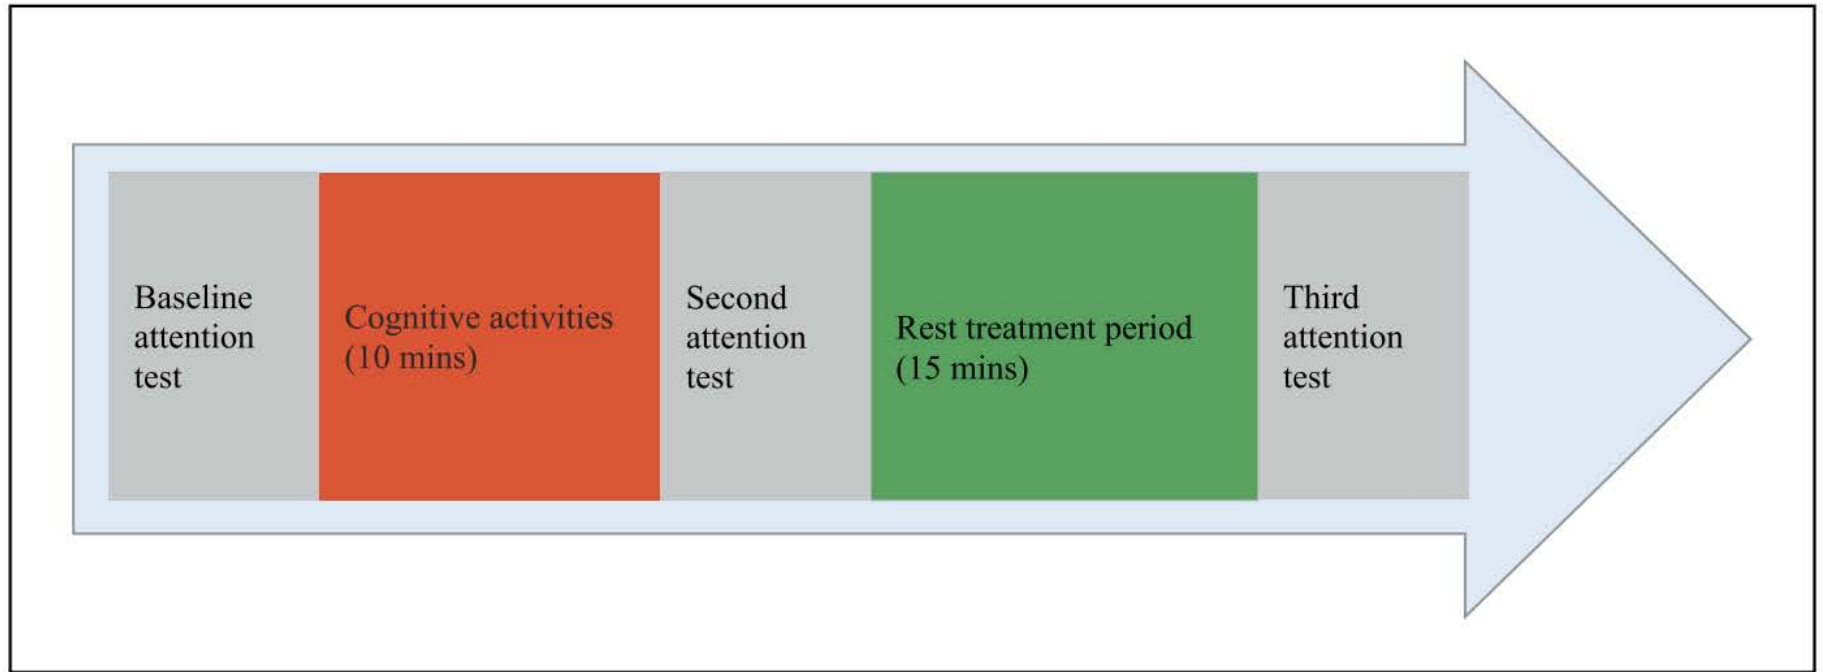 Baseline
attention
test
Cognitive activities
(10 mins)
Second
attention
test
Rest treatment period
(15 mins)
Third
attention
test